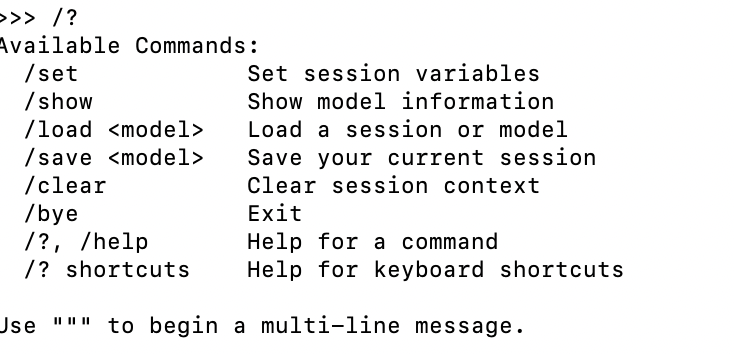 >>> /?
Available Commands:
  /set            Set session variables
  /show           Show model information
  /load <model>   Load a session or model
  /save <model>   Save your current session
  /clear          Clear session context
  /bye            Exit
  /?, /help       Help for a command
  /? shortcuts    Help for keyboard shortcuts

Use """ to begin a multi-line message.